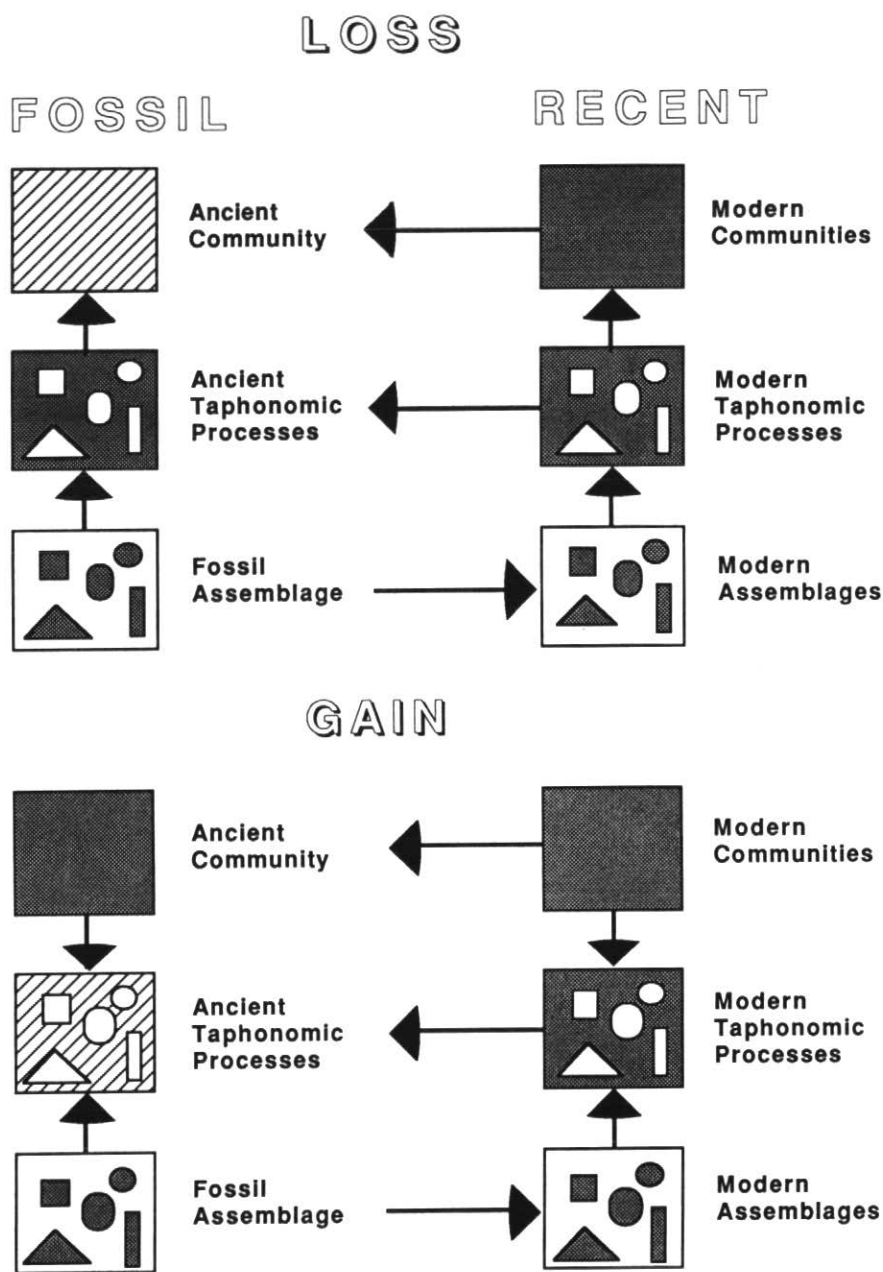 LOSS
FOSSIL
RECENT
Ancient
Community
Modern
Communities
Ancient
Taphonomic
Processes
Modern
Taphonomic
Processes
Fossil
Assemblage
Modern
Assemblages
GAIN
Ancient
Community
Modern
Communities
Ancient
Taphonomic
Processes
Modern
Taphonomic
Processes
Fossil
Assemblage
Modern
Assemblages